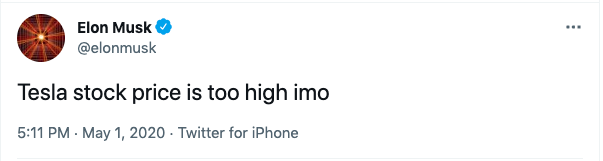 Elon Musk
@elonmusk
Tesla stock price is too high imo
5:11 PM · May 1, 2020 · Twitter for iPhone